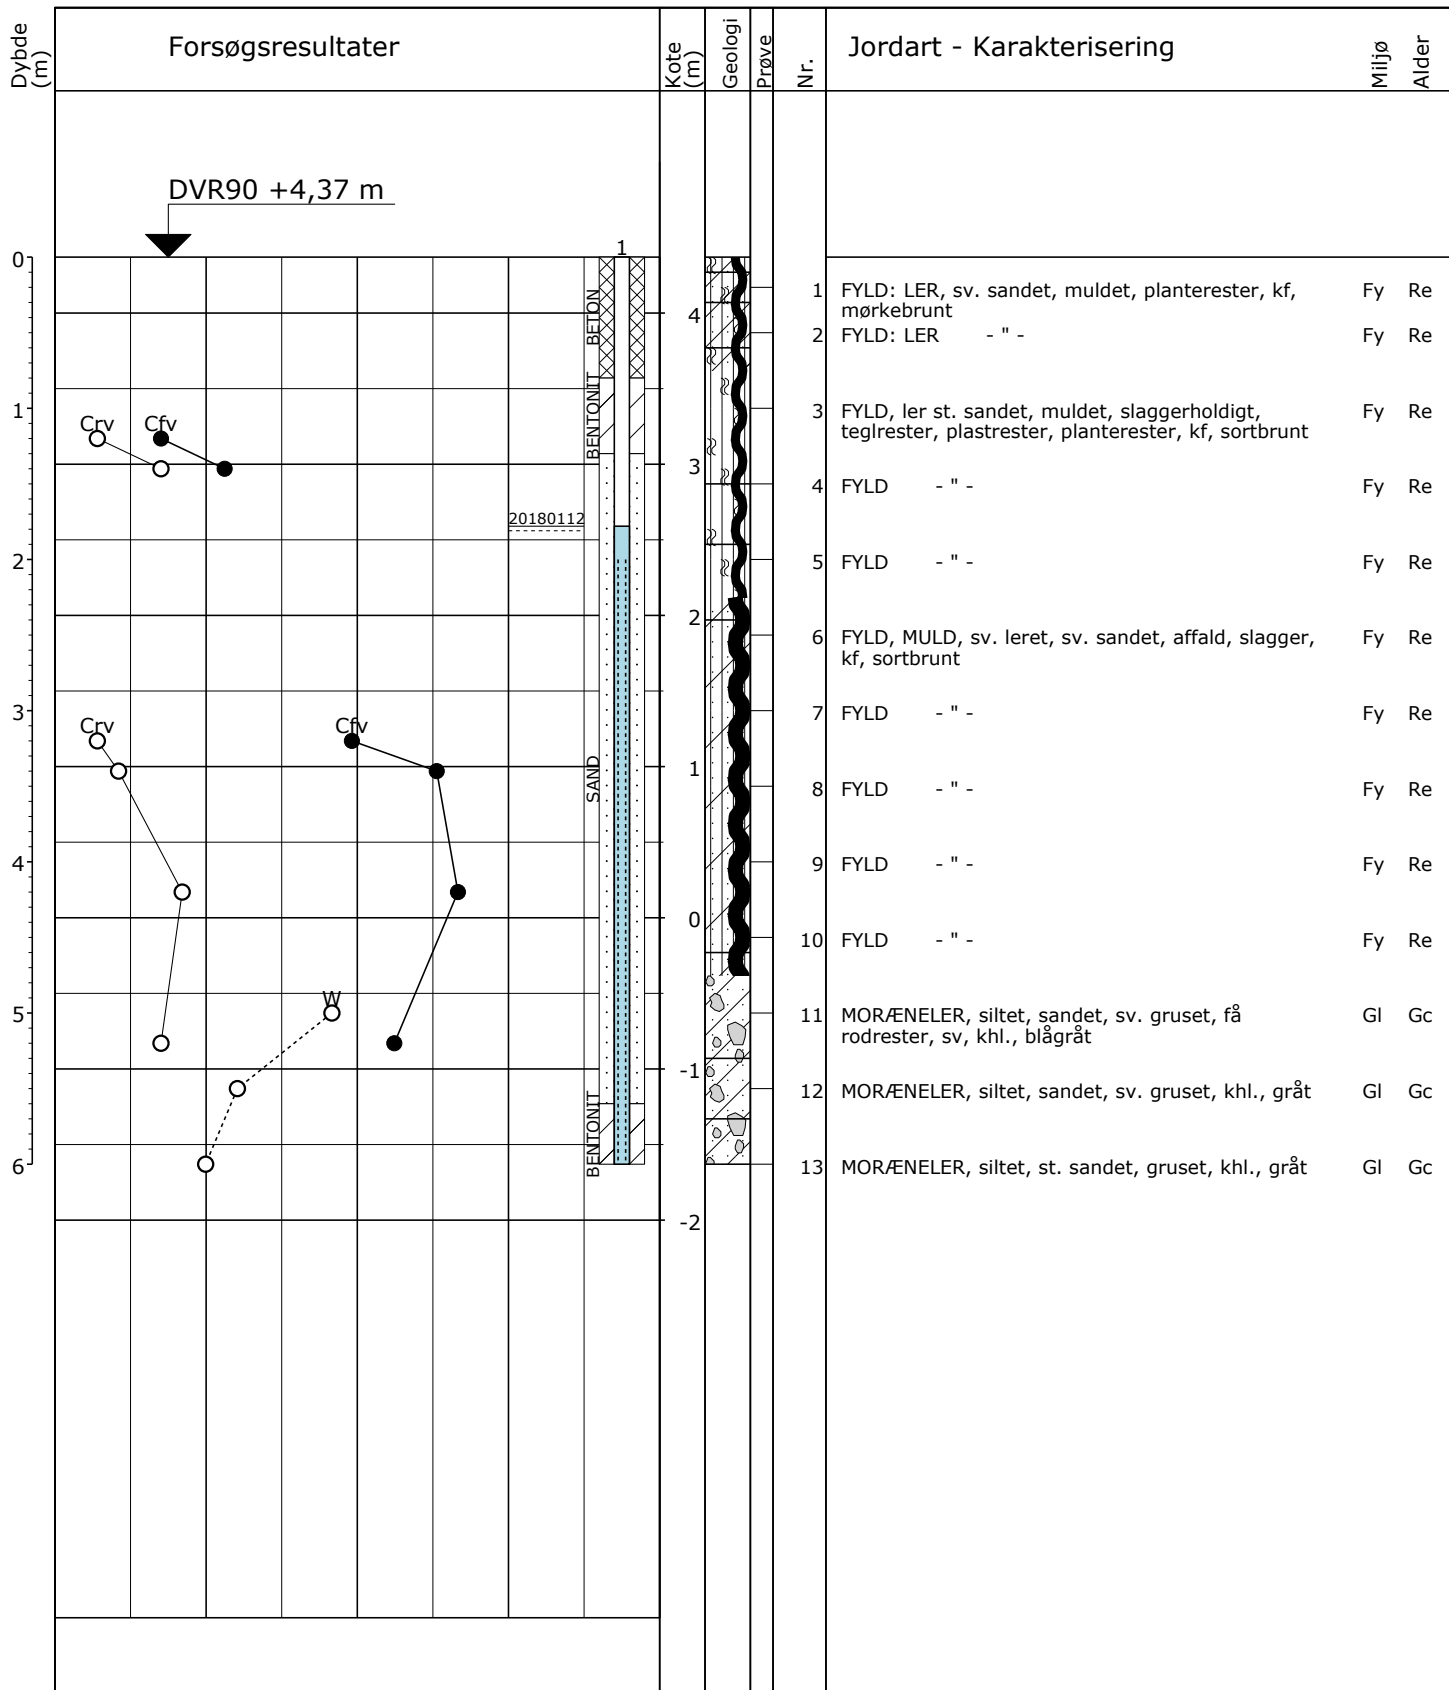 Dybde (m)
Forsøgsresultater
Kote (m)
Geologi
Prøve
Nr.
Jordart - Karakterisering
Miljø
Alder
DVR90 +4,37 m
0
1
2
3
4
5
6
1
BETON
BENTONIT
SAND
BENTONIT
Crv Cfv
20180112
Crv Cfv
W
4
3
2
1
0
-1
-2
1 FYLD: LER, sv. sandet, muldet, planterester, kf, Fy Re
mørkebrunt
2 FYLD: LER - " - Fy Re
3 FYLD, ler st. sandet, muldet, slaggerholdigt, Fy Re
teglrester, plastrester, planterester, kf, sortbrunt
4 FYLD - " - Fy Re
5 FYLD - " - Fy Re
6 FYLD, MULD, sv. leret, sv. sandet, affald, slagger, Fy Re
kf, sortbrunt
7 FYLD - " - Fy Re
8 FYLD - " - Fy Re
9 FYLD - " - Fy Re
10 FYLD - " - Fy Re
11 MORÆNELER, siltet, sandet, sv. gruset, få Gl Gc
rodrester, sv, khl., blågråt
12 MORÆNELER, siltet, sandet, sv. gruset, khl., gråt Gl Gc
13 MORÆNELER, siltet, st. sandet, gruset, khl., gråt Gl Gc